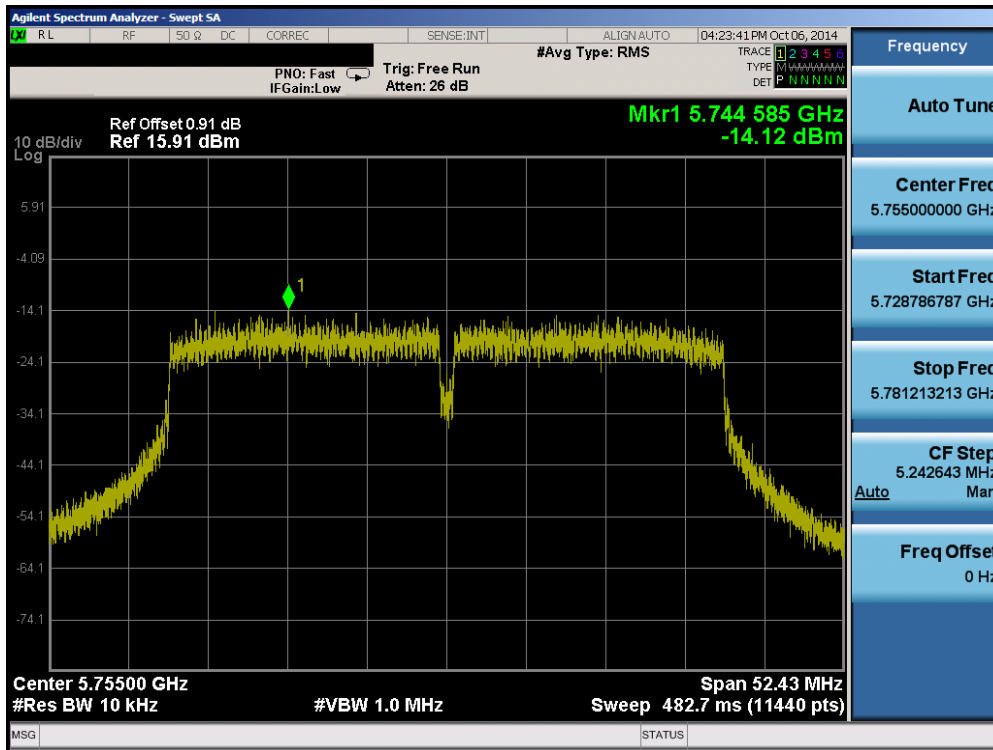 Agilent Spectrum Analyzer - Swept SA
LXI RL RF 50 Ω DC CORREC SENSE:INT ALIGN AUTO 04:23:41 PM Oct 06, 2014
PNO: Fast Trig: Free Run #Avg Type: RMS TRACE 1 2 3 4 5 6
IFGain:Low Atten: 26 dB TYPE M
DET P N N N N N
Ref Offset 0.91 dB
10 dB/div Ref 15.91 dBm
Log
Mkr1 5.744 585 GHz
-14.12 dBm
1
5.91
-4.09
-14.1
-24.1
-34.1
-44.1
-54.1
-64.1
-74.1
Center 5.75500 GHz Span 52.43 MHz
#Res BW 10 kHz #VBW 1.0 MHz Sweep 482.7 ms (11440 pts)
MSG STATUS
Frequency
Auto Tune
Center Freq
5.755000000 GHz
Start Freq
5.728786787 GHz
Stop Freq
5.781213213 GHz
CF Step
5.242643 MHz
Auto Man
Freq Offset
0 Hz